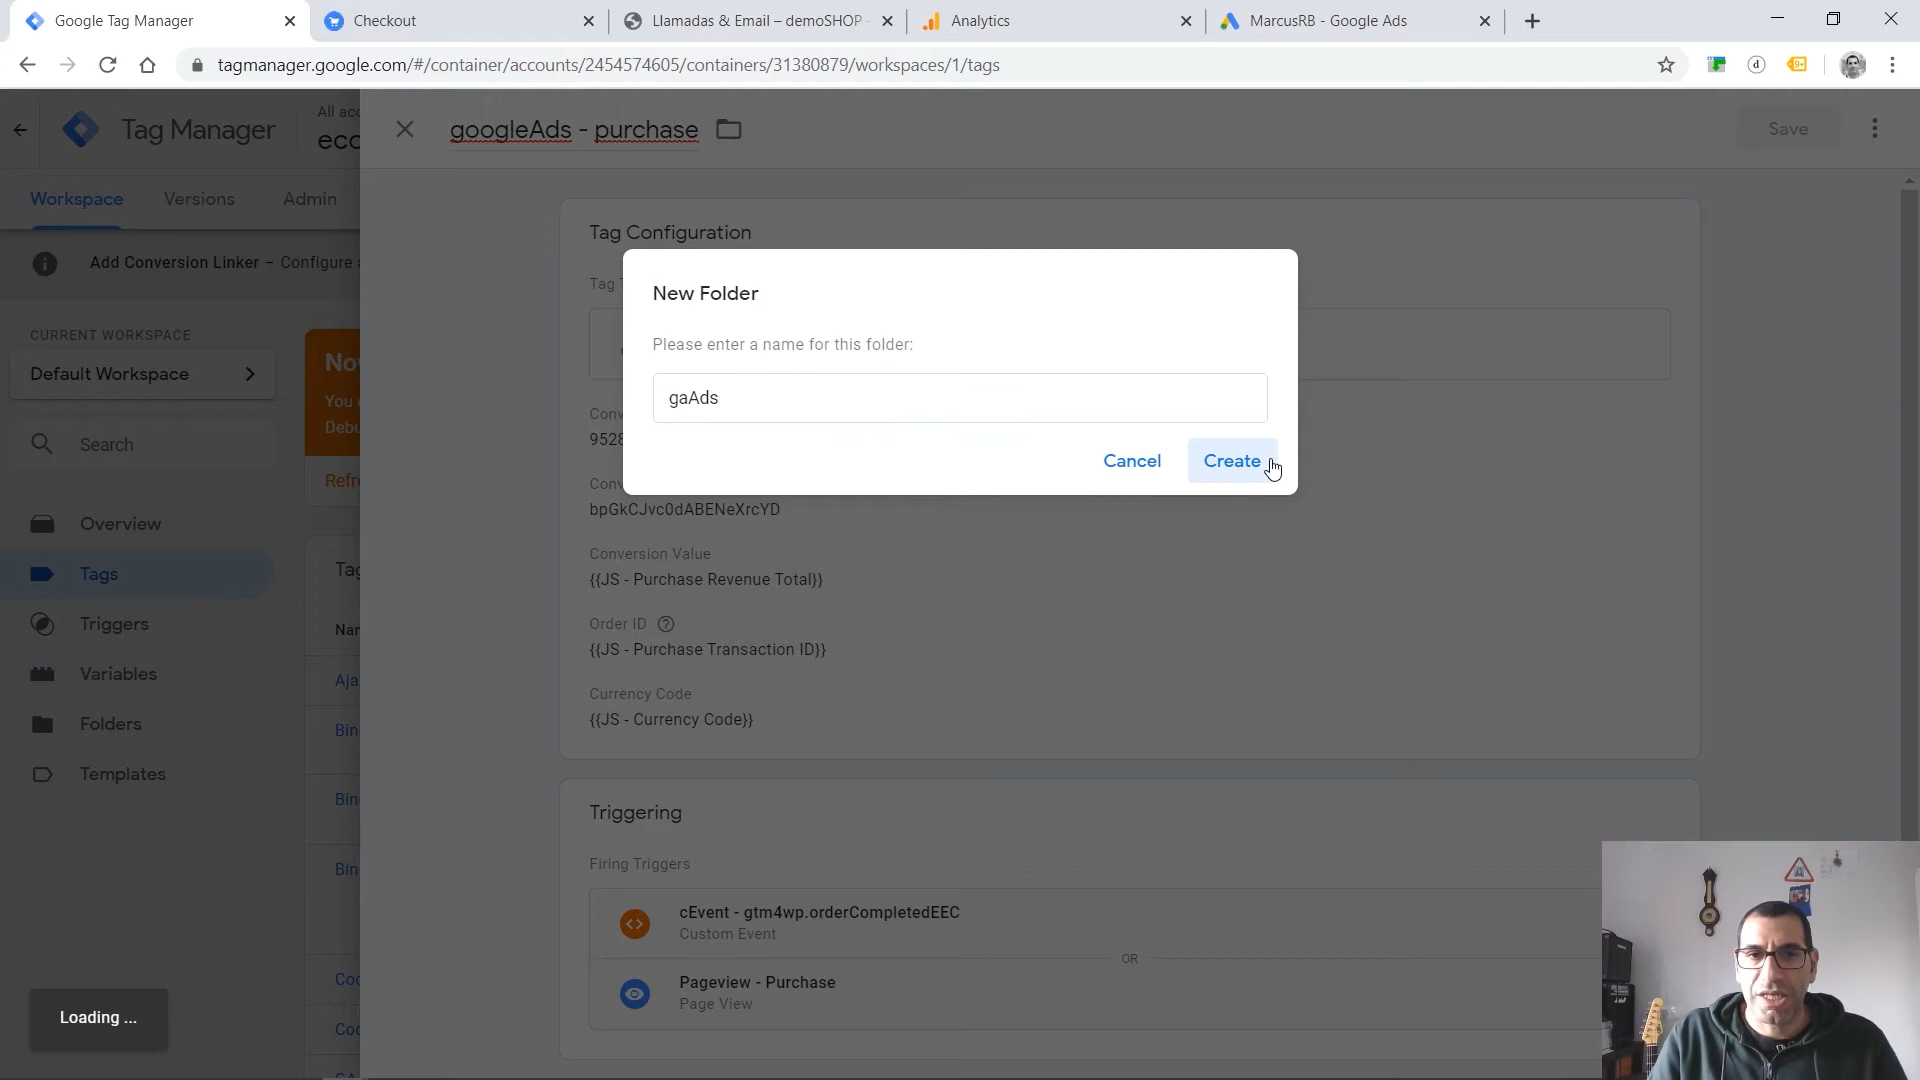 Google Tag Manager
Checkout
Llamadas & Email – demoSHOP -
Analytics
MarcusRB - Google Ads
tagmanager.google.com/#/container/accounts/2454574605/containers/31380879/workspaces/1/tags
Tag Manager
All acc
googleAds - purchase
Save
Workspace
Versions
Admin
Add Conversion Linker – Configure
Tag Configuration
New Folder
Please enter a name for this folder:
gaAds
Cancel
Create
CURRENT WORKSPACE
Default Workspace
Search
Overview
Tags
Triggers
Variables
Folders
Templates
Loading ...
You
Debu
Refr
Tag
Nar
Aja
Bin
Bin
Bin
Coo
Coo
Tag
Conv
9528
Conv
bpGkCJvc0dABENeXrcYD
Conversion Value
{{JS - Purchase Revenue Total}}
Order ID
{{JS - Purchase Transaction ID}}
Currency Code
{{JS - Currency Code}}
Triggering
Firing Triggers
cEvent - gtm4wp.orderCompletedEEC
Custom Event
OR
Pageview - Purchase
Page View